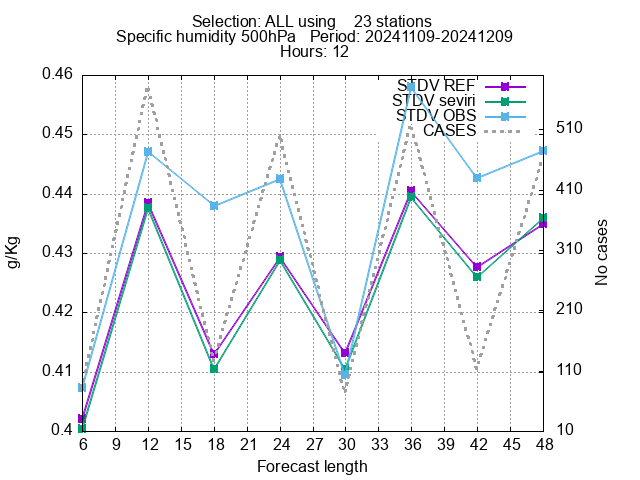 Selection: ALL using    23 stations
Specific humidity 500hPa   Period: 20241109-20241209
Hours: 12
STDV REF
STDV seviri
STDV OBS
CASES
0.46
0.45
0.44
0.43
0.42
0.41
0.4
510
410
310
210
110
10
g/Kg
No cases
6 9 12 15 18 21 24 27 30 33 36 39 42 45 48
Forecast length